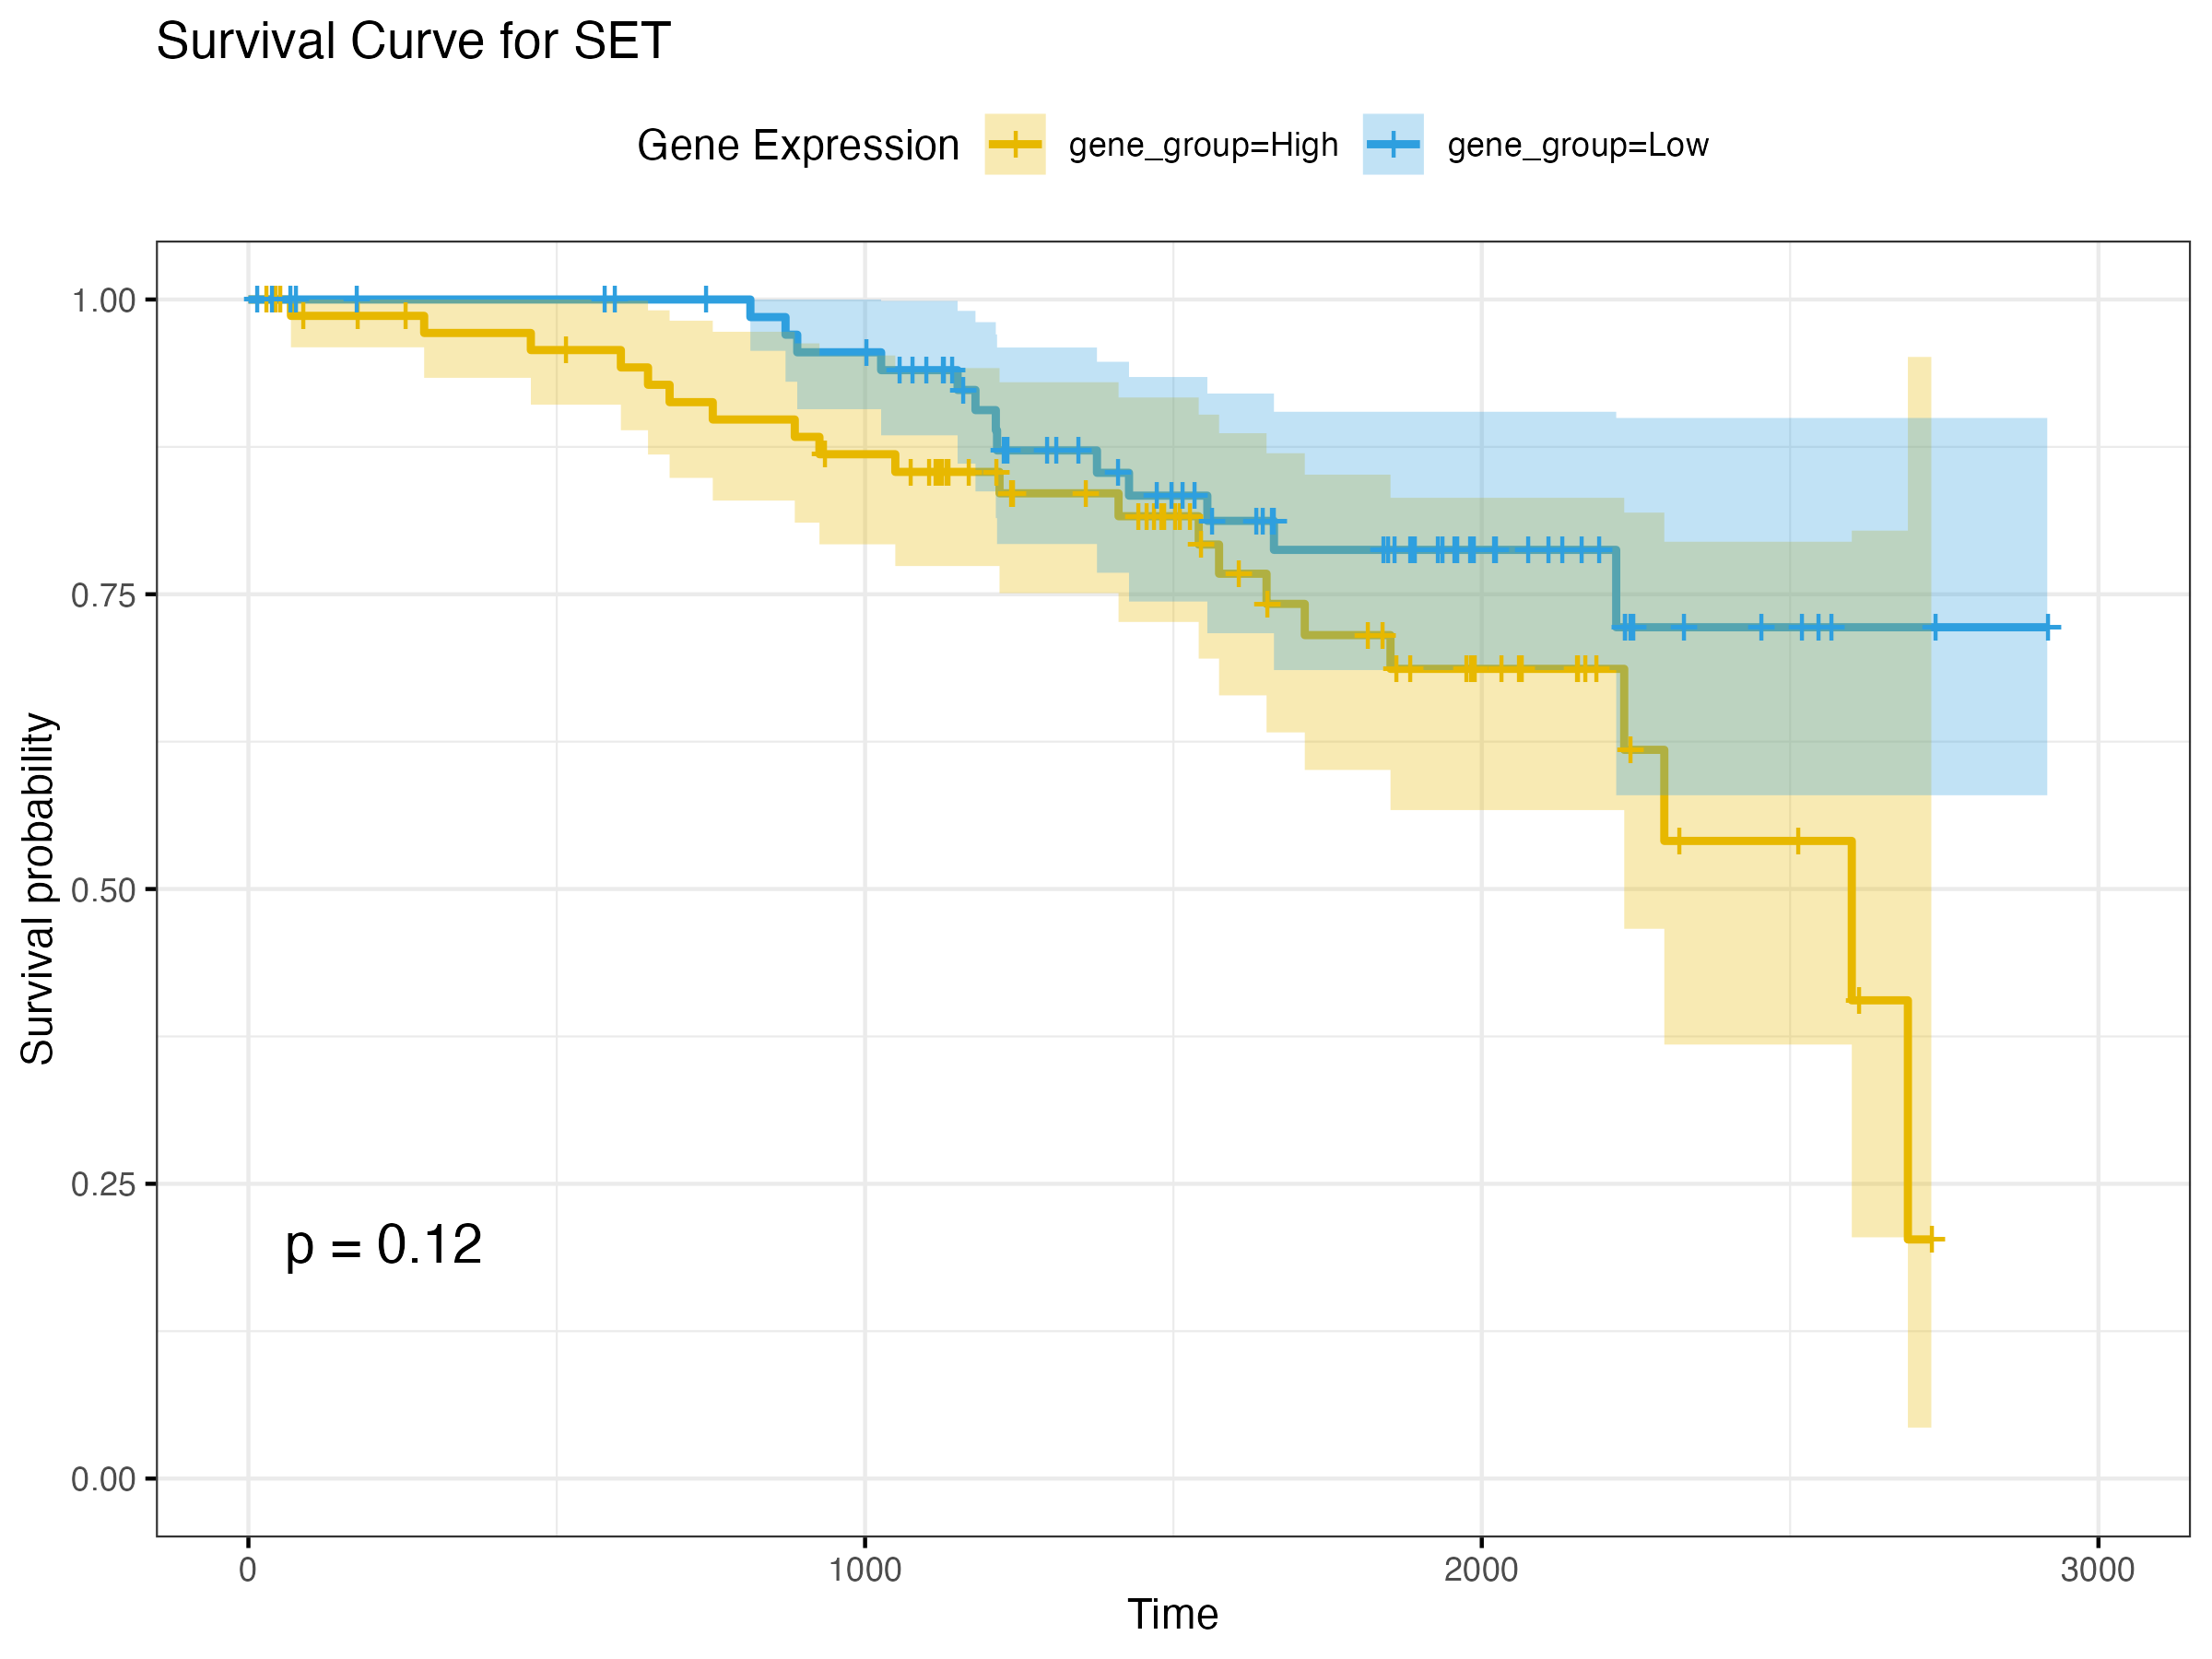 Survival Curve for SET
Gene Expression gene_group=High gene_group=Low
1.00
0.75
0.50
0.25
0.00
Survival probability
p = 0.12
0 1000 2000 3000
Time